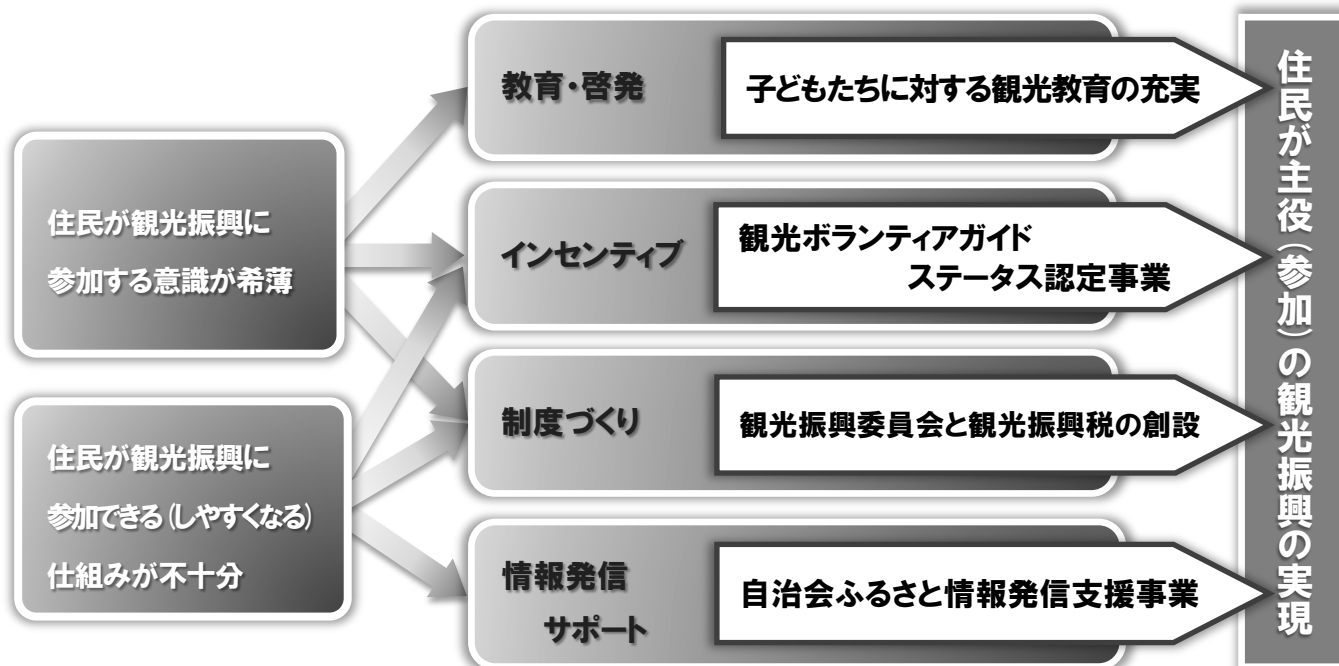 住民が観光振興に
参加する意識が希薄
住民が観光振興に
参加できる(しやすくなる)
仕組みが不十分
教育・啓発
子どもたちに対する観光教育の充実
インセンティブ
観光ボランティアガイド
ステータス認定事業
制度づくり
観光振興委員会と観光振興税の創設
情報発信
サポート
自治会ふるさと情報発信支援事業
住民が主役(参加)の観光振興の実現